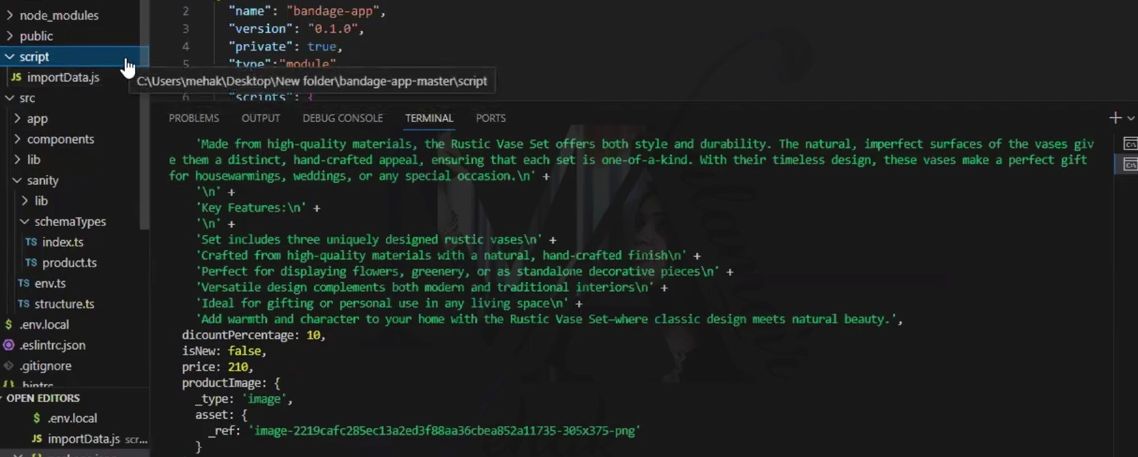 node_modules
public
script
JS importData.js
src
app
components
lib
sanity
lib
schemaTypes
TS index.ts
TS product.ts
TS env.ts
TS structure.ts
$ .env.local
.eslintrc.json
.gitignore
{} .hintrc
OPEN EDITORS
$ .env.local
JS importData.js scr...
2 "name": "bandage-app",
3 "version": "0.1.0",
4 "private": true,
5 "type":"module",
C:\Users\mehak\Desktop\New folder\bandage-app-master\script
6 "scripts": {
PROBLEMS OUTPUT DEBUG CONSOLE TERMINAL PORTS
'Made from high-quality materials, the Rustic Vase Set offers both style and durability. The natural, imperfect surfaces of the vases giv
e them a distinct, hand-crafted appeal, ensuring that each set is one-of-a-kind. With their timeless design, these vases make a perfect gift
for housewarmings, weddings, or any special occasion.\n' +
'\n' +
'Key Features:\n' +
'\n' +
'Set includes three uniquely designed rustic vases\n' +
'Crafted from high-quality materials with a natural, hand-crafted finish\n' +
'Perfect for displaying flowers, greenery, or as standalone decorative pieces\n' +
'Versatile design complements both modern and traditional interiors\n' +
'Ideal for gifting or personal use in any living space\n' +
'Add warmth and character to your home with the Rustic Vase Set—where classic design meets natural beauty.',
dicountPercentage: 10,
isNew: false,
price: 210,
productImage: {
_type: 'image',
asset: {
_ref: 'image-2219cafc285ec13a2ed3f88aa36cbea852a11735-305x375-png'
}